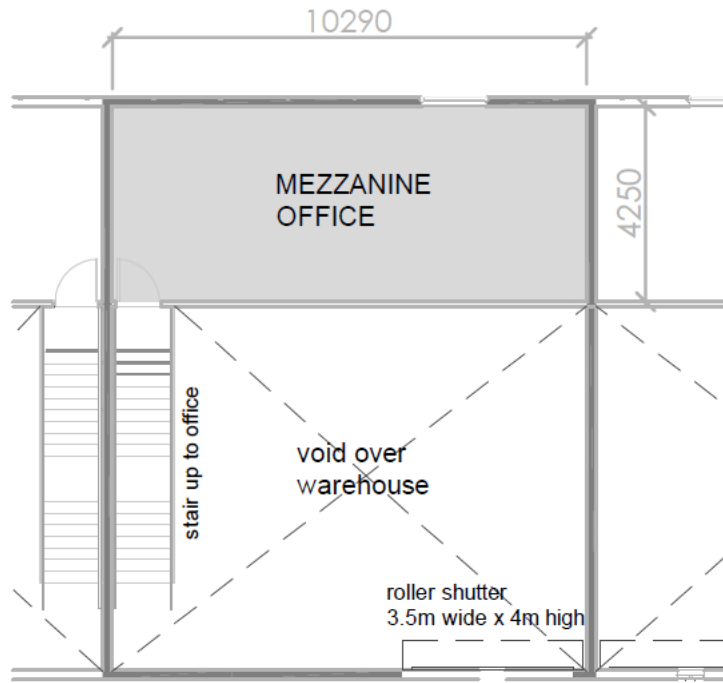 10290
MEZZANINE
OFFICE
4250
stair up to office
void over
warehouse
roller shutter
3.5m wide x 4m high